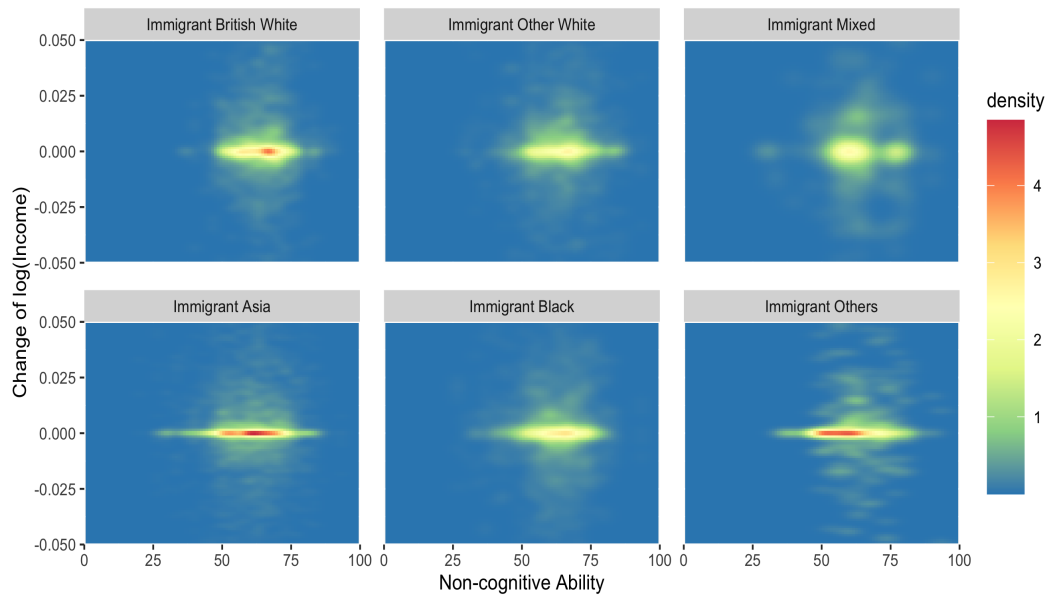 Immigrant British White
Immigrant Other White
Immigrant Mixed
0.050
0.025
0.000
-0.025
-0.050
Immigrant Asia
Immigrant Black
Immigrant Others
0.050
0.025
0.000
-0.025
-0.050
0 25 50 75 100
0 25 50 75 100
0 25 50 75 100
Non-cognitive Ability
Change of log(Income)
density
4
3
2
1